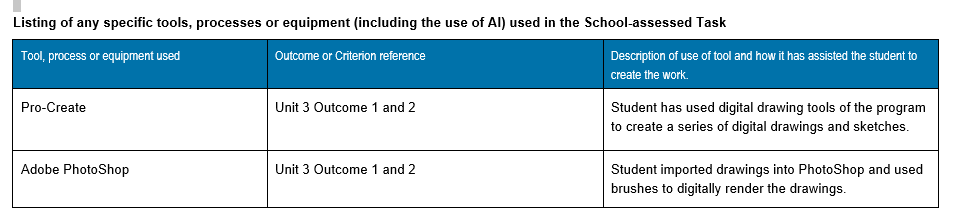 Listing of any specific tools, processes or equipment (including the use of AI) used in the School-assessed Task
Tool, process or equipment used
Outcome or Criterion reference
Description of use of tool and how it has assisted the student to
create the work.
Pro-Create
Unit 3 Outcome 1 and 2
Student has used digital drawing tools of the program
to create a series of digital drawings and sketches.
Adobe PhotoShop
Unit 3 Outcome 1 and 2
Student imported drawings into PhotoShop and used
brushes to digitally render the drawings.